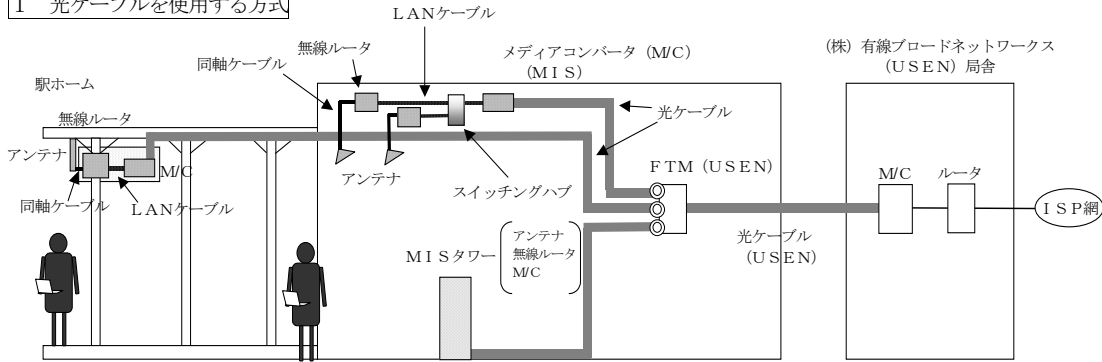 1 光ケーブルを使用する方式
LANケーブル
無線ルータ
同軸ケーブル
メディアコンバータ (M/C)
(MIS)
(株) 有線ブロードネットワークス
(USEN) 局舎
駅ホーム
無線ルータ
アンテナ
M/C
同軸ケーブル
LANケーブル
アンテナ
スイッチングハブ
光ケーブル
FTM (USEN)
M/C
ルータ
ISP網
光ケーブル
(USEN)
MISタワー
アンテナ
無線ルータ
M/C